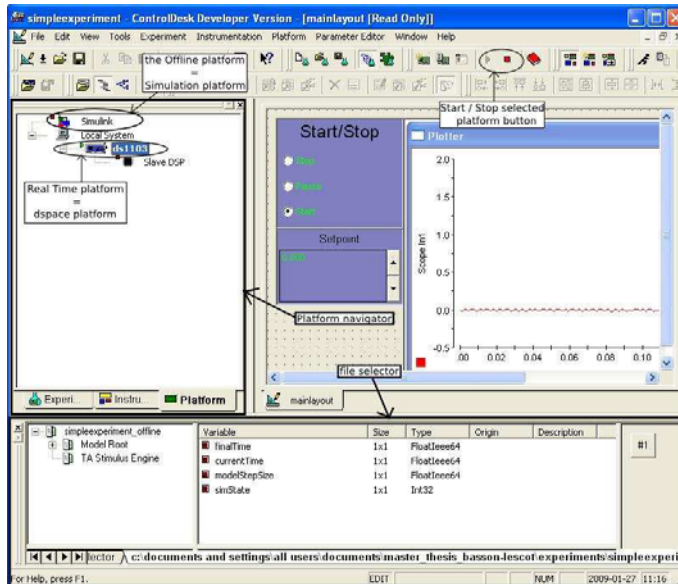 simpleexperiment - ControlDesk Developer Version - [mainlayout [Read Only]]
File Edit View Tools Experiment Instrumentation Platform Parameter Editor Window Help
the Offline platform
=
Simulation platform
Start / Stop selected
platform button
Simulink
Local System
ds1103
Slave DSP
Real Time platform
=
dspace platform
Start/Stop
Stop
Pause
Start
Setpoint
0.000
Plotter
Scope In1
2.0
1.5
1.0
0.5
0.0
-0.5
.00 0.02 0.04 0.06 0.08 0.10
Platform navigator
file selector
Experi... Instru... Platform
mainlayout
simpleexperiment_offline
Model Root
TA Stimulus Engine
Variable Size Type Origin Description
finalTime 1x1 FloatIeee64
currentTime 1x1 FloatIeee64
modelStepSize 1x1 FloatIeee64
simState 1x1 Int32
#1
lector c:\documents and settings\all users\documents\master_thesis_basson-lescot\experiments\simpleexperi
For Help, press F1. EDIT NUM 2009-01-27 11:16